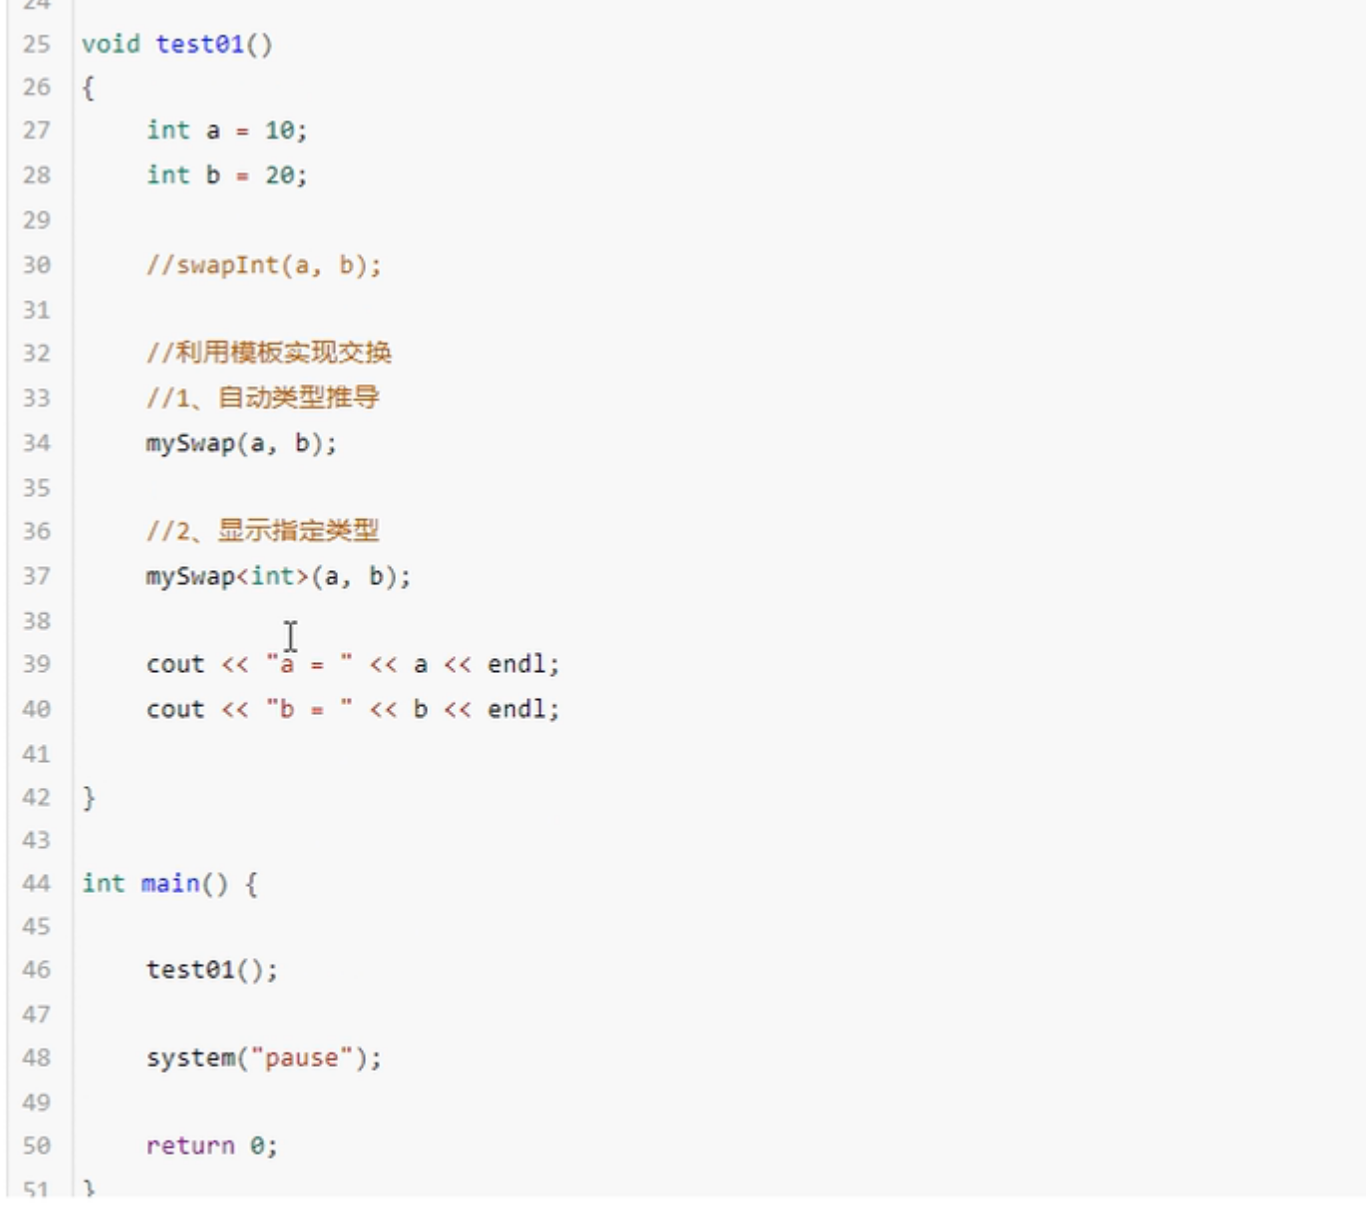 24
25 void test01()
26 {
27 int a = 10;
28 int b = 20;
29
30 //swapInt(a, b);
31
32 //利用模板实现交换
33 //1、自动类型推导
34 mySwap(a, b);
35
36 //2、显示指定类型
37 mySwap<int>(a, b);
38
39 cout << "a = " << a << endl;
40 cout << "b = " << b << endl;
41
42 }
43
44 int main() {
45
46 test01();
47
48 system("pause");
49
50 return 0;
51 }